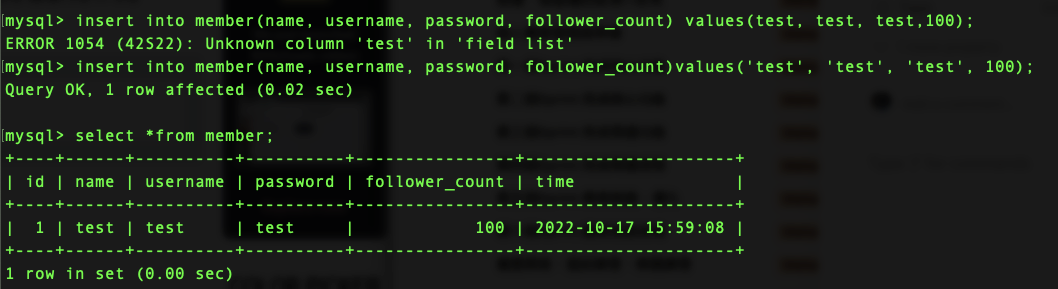 mysql> insert into member(name, username, password, follower_count) values(test, test, test,100);
ERROR 1054 (42S22): Unknown column 'test' in 'field list'
mysql> insert into member(name, username, password, follower_count)values('test', 'test', 'test', 100);
Query OK, 1 row affected (0.02 sec)
mysql> select *from member;
+----+------+----------+----------+----------------+---------------------+
| id | name | username | password | follower_count | time                |
+----+------+----------+----------+----------------+---------------------+
|  1 | test | test     | test     |            100 | 2022-10-17 15:59:08 |
+----+------+----------+----------+----------------+---------------------+
1 row in set (0.00 sec)